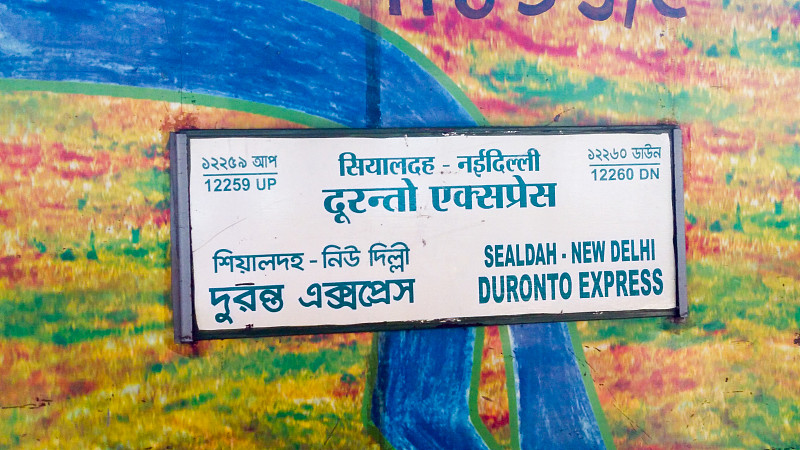 ১২২৫৯ আপ
12259 UP
सियालदह - नईदिल्ली
दूरन्तो एक्सप्रेस
১২২৬০ ডাউন
12260 DN
শিয়ালদহ - নিউ দিল্লী
দুরন্ত এক্সপ্রেস
SEALDAH - NEW DELHI
DURONTO EXPRESS